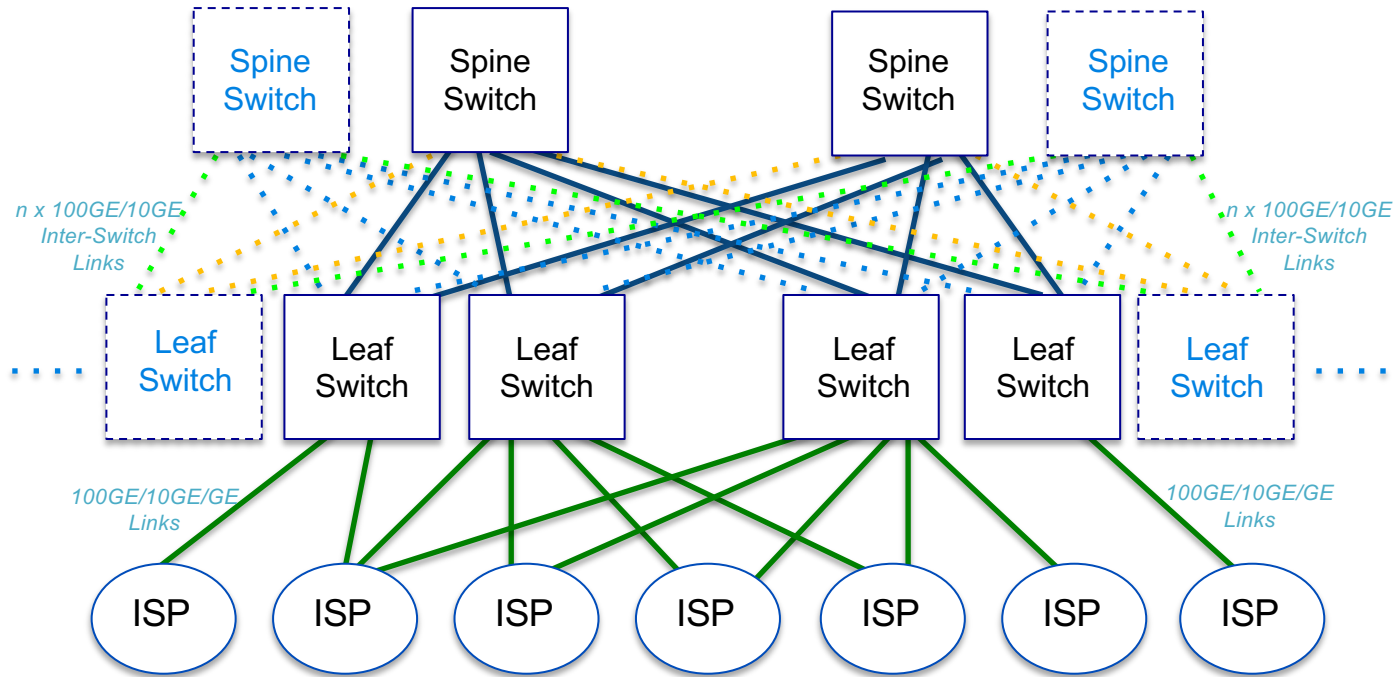 Spine
Switch
Spine
Switch
Spine
Switch
Spine
Switch
n x 100GE/10GE
Inter-Switch
Links
n x 100GE/10GE
Inter-Switch
Links
Leaf
Switch
Leaf
Switch
Leaf
Switch
Leaf
Switch
Leaf
Switch
Leaf
Switch
100GE/10GE/GE
Links
100GE/10GE/GE
Links
ISP
ISP
ISP
ISP
ISP
ISP
ISP